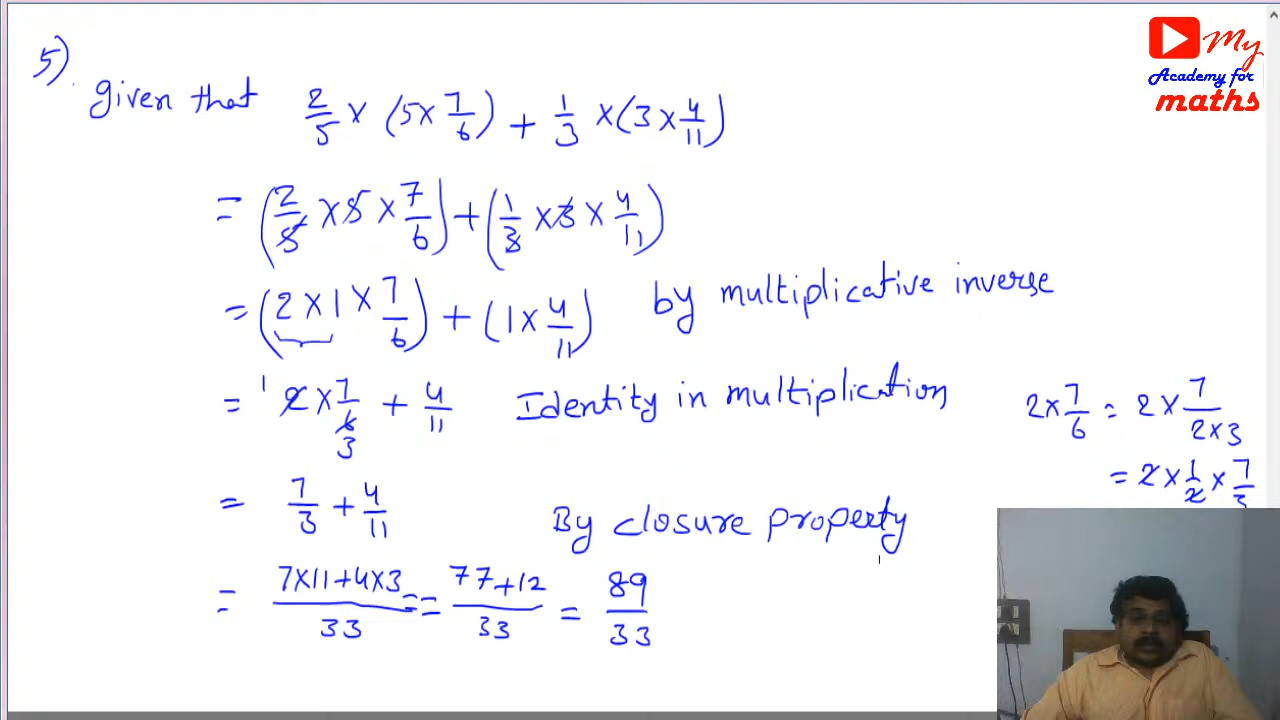 My
Academy for
maths
5)
given that 2/5 × (5 × 7/6) + 1/3 × (3 × 4/11)
= (2/5 × 5 × 7/6) + (1/3 × 3 × 4/11)
= (2 × 1 × 7/6) + (1 × 4/11) by multiplicative inverse
= 1 2 × 7/6 3 + 4/11 Identity in multiplication
= 7/3 + 4/11 By closure property
= (7×11+4×3)/33 = = (77+12)/33 = 89/33
2 × 7/6 = 2 × 7/(2×3)
= 2 × 1/2 × 7/3